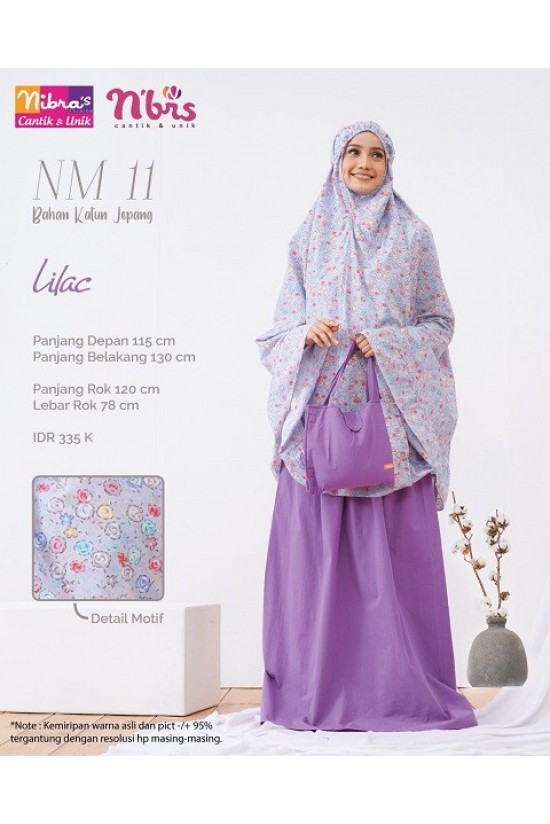 nibra's
FASHION
Cantik & Unik
n'brs
cantik & unik
NM 11
Bahan Katun Jepang
Lilac
Panjang Depan 115 cm
Panjang Belakang 130 cm
Panjang Rok 120 cm
Lebar Rok 78 cm
IDR 335 K
Detail Motif
*Note : Kemiripan warna asli dan pict -/+ 95%
tergantung dengan resolusi hp masing-masing.